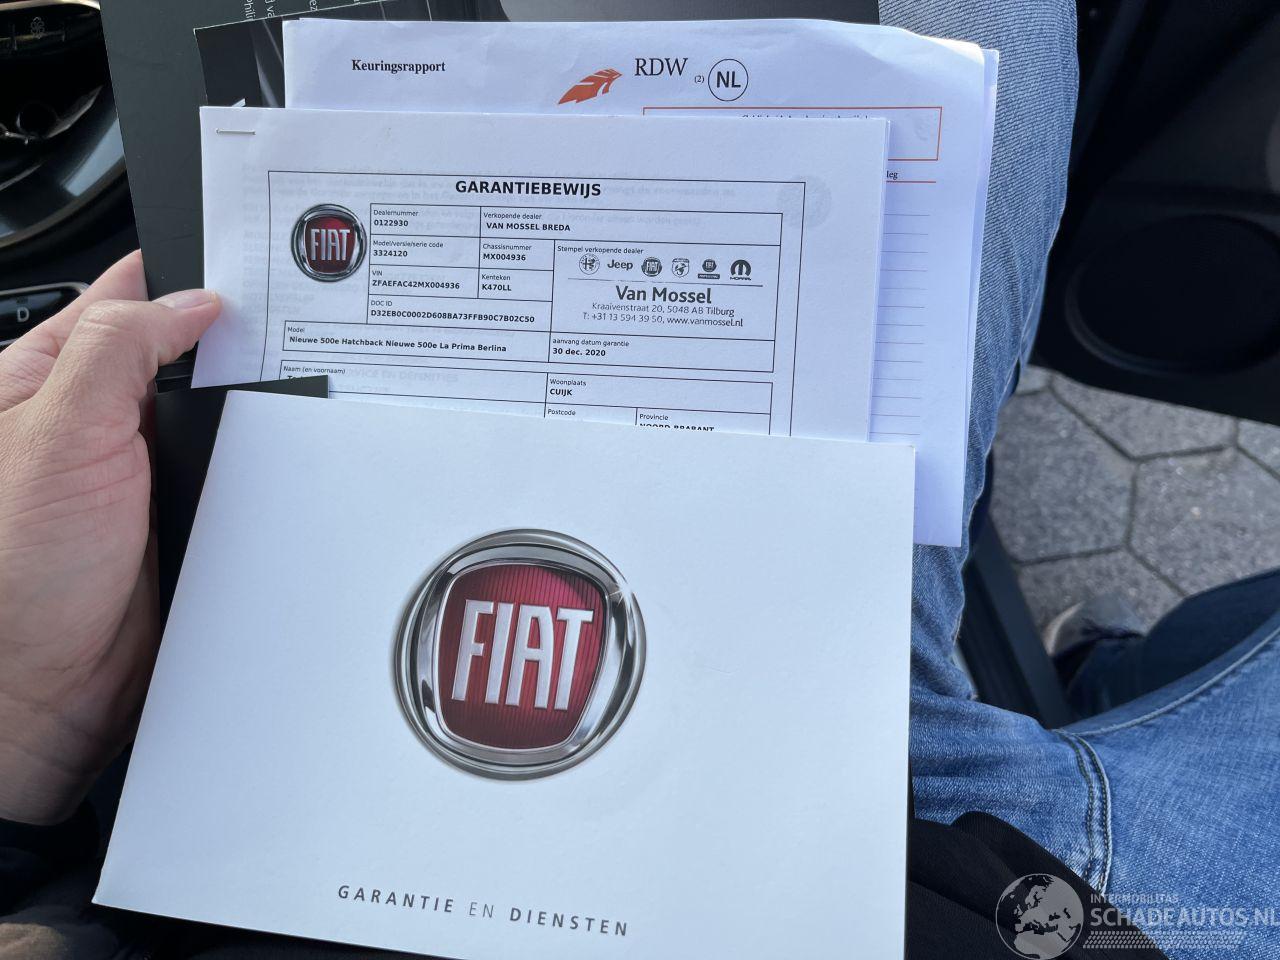 Keuringsrapport
RDW (2) NL
GARANTIEBEWIJS
FIAT
Dealernummer
0122930
Verkopende dealer
VAN MOSSEL BREDA
Model/versie/serie code
3324120
Chassisnummer
MX004936
Stempel verkopende dealer
Jeep
MOPAR
VIN
ZFAEFAC42MX004936
Kenteken
K470LL
Van Mossel
Kraaivenstraat 20, 5048 AB Tilburg
T: +31 13 594 39 50, www.vanmossel.nl
DOC ID
D32EB0C0002D608BA73FFB90C7B02C50
Model
Nieuwe 500e Hatchback Nieuwe 500e La Prima Berlina
aanvang datum garantie
30 dec. 2020
Naam (en voornaam)
Woonplaats
CUIJK
Postcode
Provincie
NOORD-BRABANT
FIAT
GARANTIE EN DIENSTEN
D
INTERMOBILITAS
SCHADEAUTOS.NL